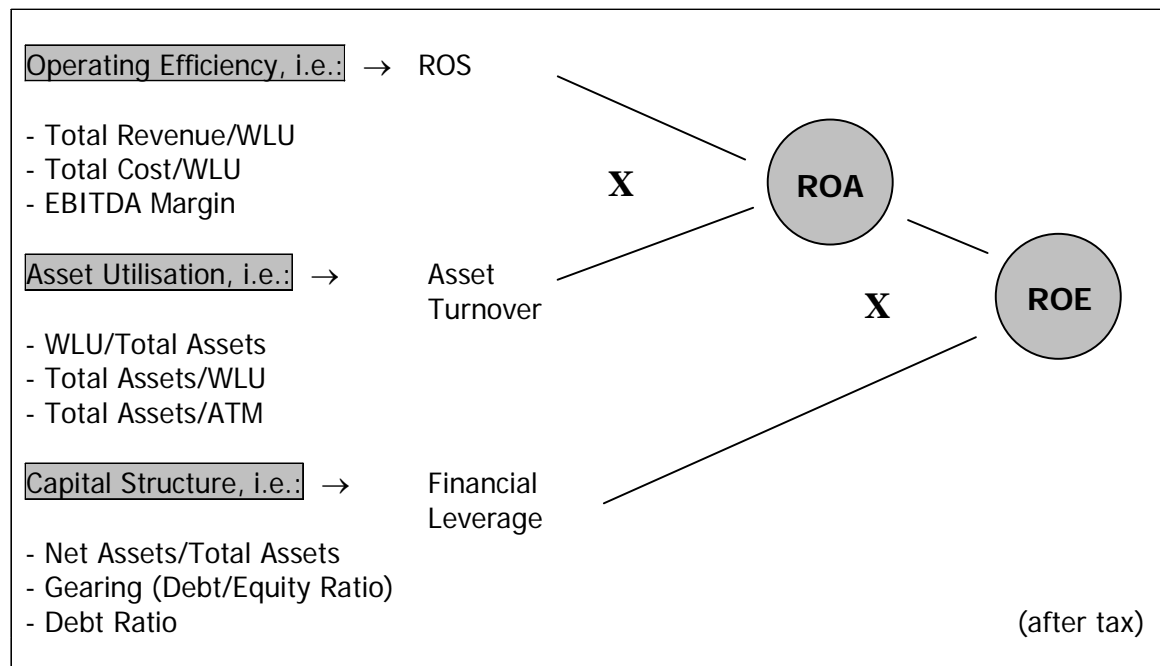 Operating Efficiency, i.e.: → ROS
- Total Revenue/WLU
- Total Cost/WLU
- EBITDA Margin
X
ROA
Asset Utilisation, i.e.: → Asset
Turnover
- WLU/Total Assets
- Total Assets/WLU
- Total Assets/ATM
X
ROE
Capital Structure, i.e.: → Financial
Leverage
- Net Assets/Total Assets
- Gearing (Debt/Equity Ratio)
- Debt Ratio
(after tax)